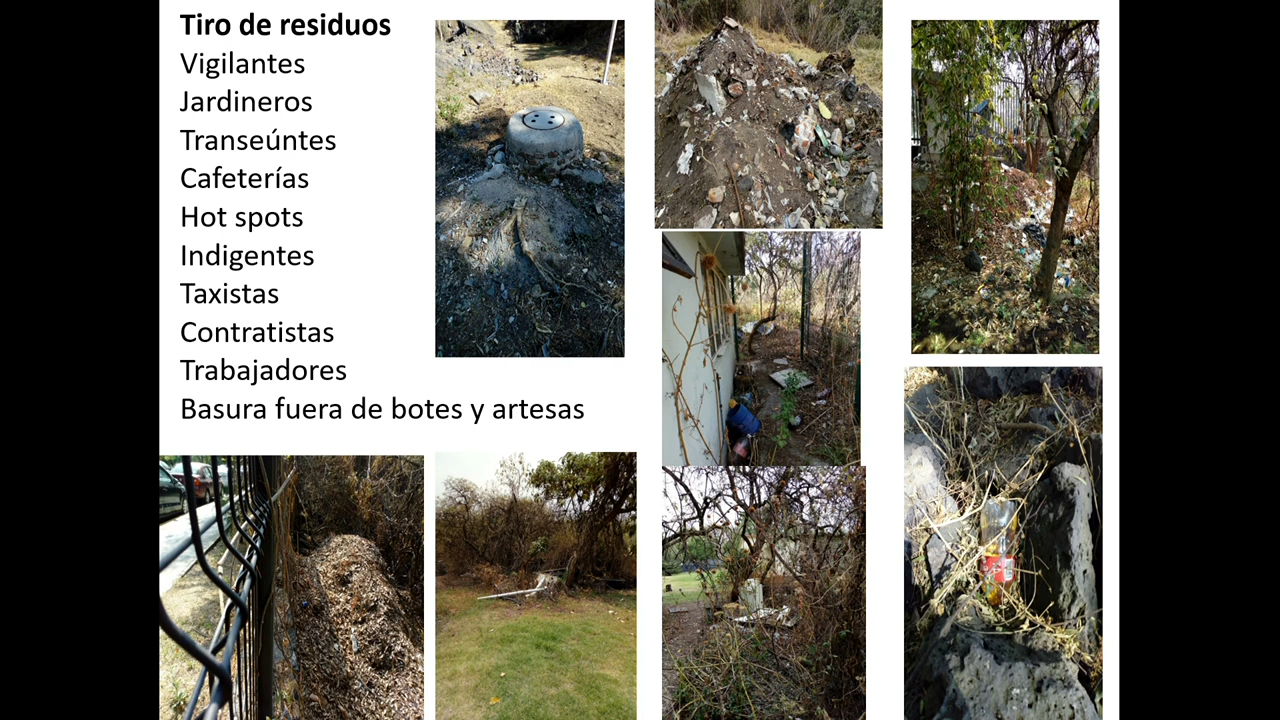 Tiro de residuos
Vigilantes
Jardineros
Transeúntes
Cafeterías
Hot spots
Indigentes
Taxistas
Contratistas
Trabajadores
Basura fuera de botes y artesas